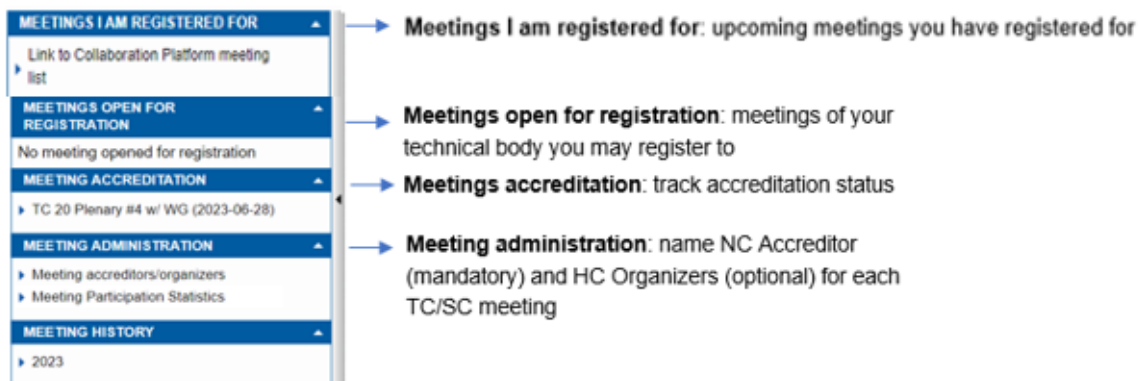 MEETINGS I AM REGISTERED FOR
Link to Collaboration Platform meeting
list
MEETINGS OPEN FOR
REGISTRATION
No meeting opened for registration
MEETING ACCREDITATION
TC 20 Plenary #4 w/ WG (2023-06-28)
MEETING ADMINISTRATION
Meeting accreditors/organizers
Meeting Participation Statistics
MEETING HISTORY
2023
Meetings I am registered for: upcoming meetings you have registered for
Meetings open for registration: meetings of your
technical body you may register to
Meetings accreditation: track accreditation status
Meeting administration: name NC Accreditor
(mandatory) and HC Organizers (optional) for each
TC/SC meeting